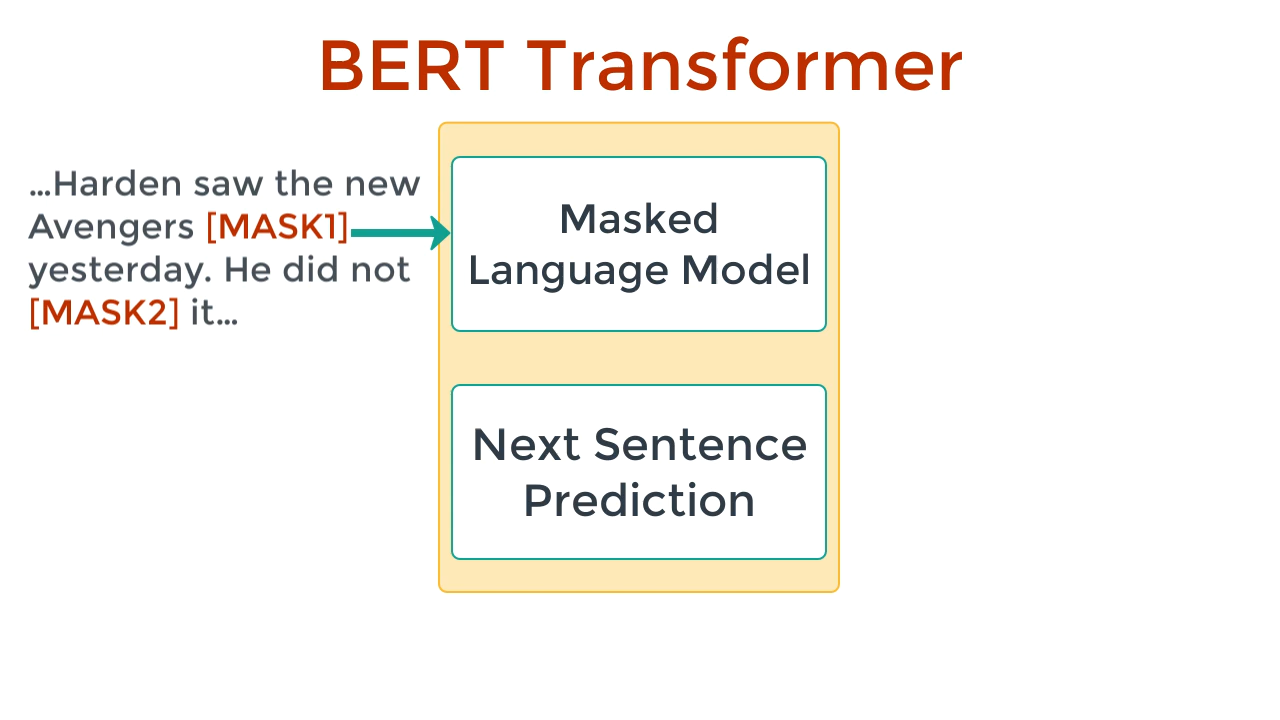 BERT Transformer
...Harden saw the new
Avengers [MASK1]
yesterday. He did not
[MASK2] it...
Masked
Language Model
Next Sentence
Prediction